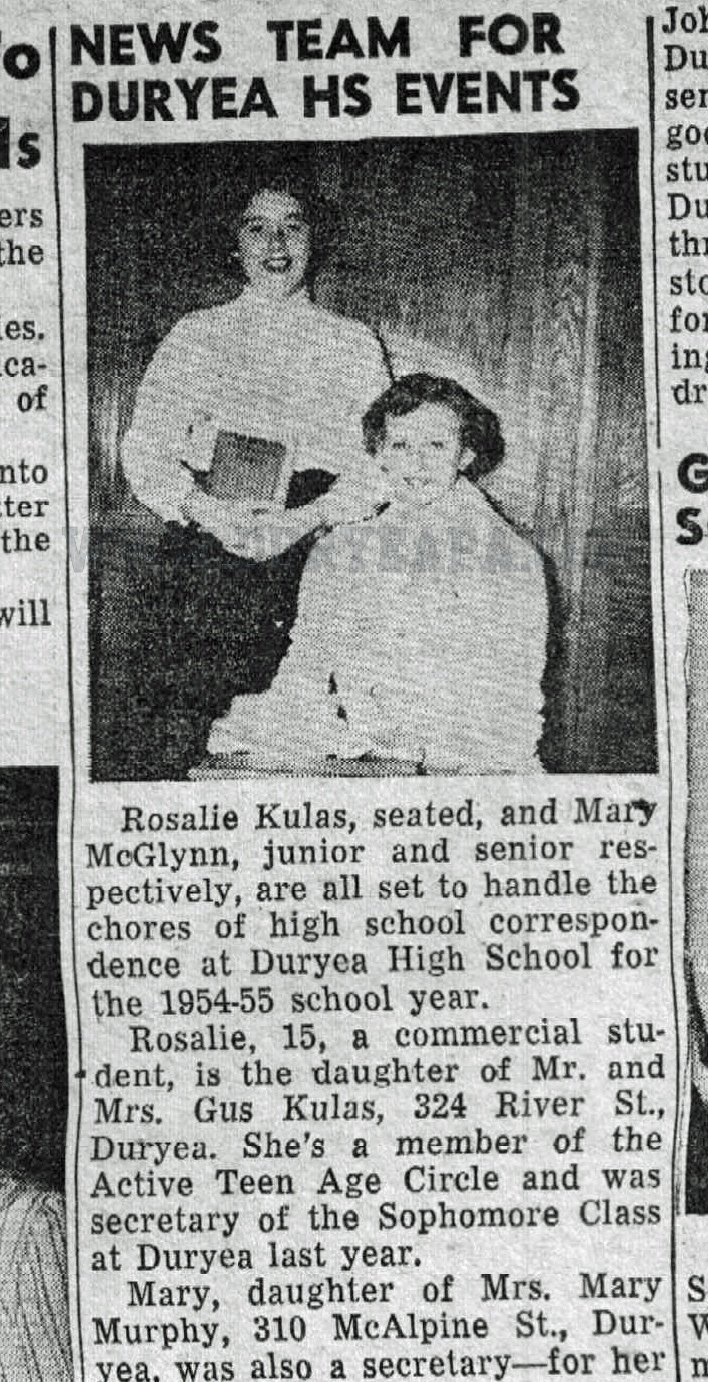 NEWS TEAM FOR
DURYEA HS EVENTS
Rosalie Kulas, seated, and Mary
McGlynn, junior and senior res-
pectively, are all set to handle the
chores of high school correspon-
dence at Duryea High School for
the 1954-55 school year.
Rosalie, 15, a commercial stu-
dent, is the daughter of Mr. and
Mrs. Gus Kulas, 324 River St.,
Duryea. She's a member of the
Active Teen Age Circle and was
secretary of the Sophomore Class
at Duryea last year.
Mary, daughter of Mrs. Mary
Murphy, 310 McAlpine St., Dur-
yea, was also a secretary—for her
the
of
the
will